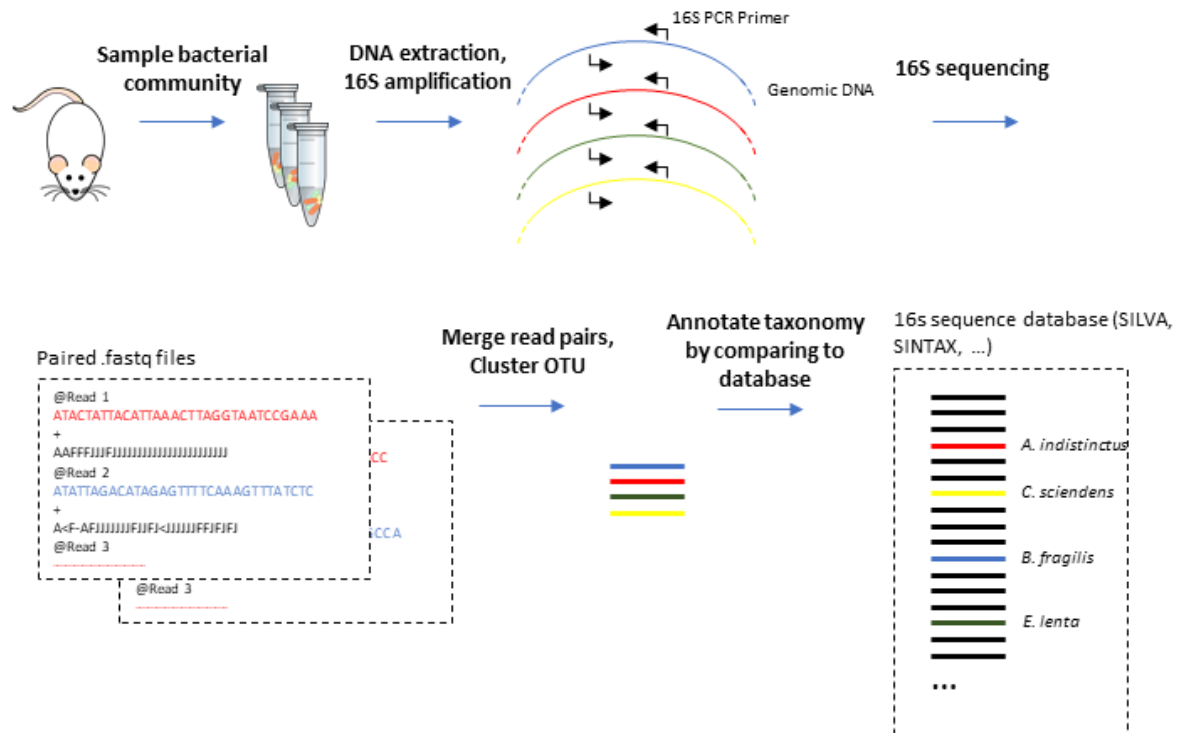 16S PCR Primer
Sample bacterial
community
DNA extraction,
16S amplification
Genomic DNA
16S sequencing
Paired .fastq files
@Read 1
ATACTATTACATTAAACTTAGGTAATCCGAAA
+
AAFFFJJJFJJJJJJJJJJJJJJJJJJJJJJJJ
@Read 2
ATATTAGACATAGAGTTTTCAAAGTTTATCTC
+
A<F-AFJJJJJJJFJJFJ<JJJJJJFFJFJFJ
@Read 3
CC
CCA
@Read 3
Merge read pairs,
Cluster OTU
Annotate taxonomy
by comparing to
database
16s sequence database (SILVA,
SINTAX, ...)
A. indistinctus
C. sciendens
B. fragilis
E. lenta
...